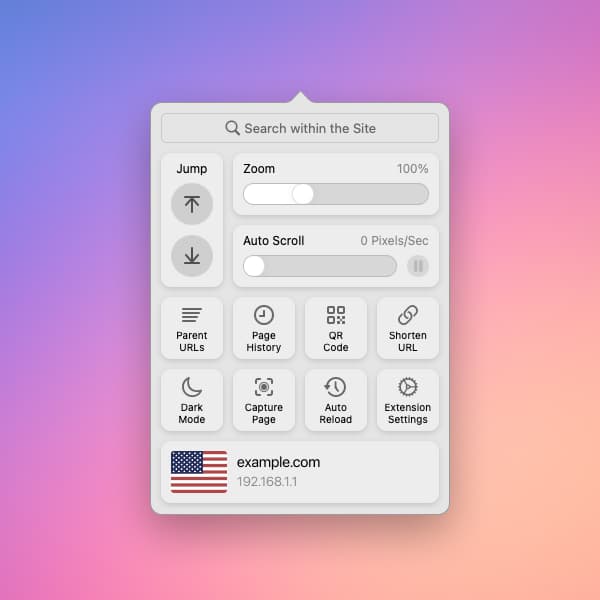 Search within the Site
Jump
Zoom
100%
Auto Scroll
0 Pixels/Sec
Parent
URLs
Page
History
QR
Code
Shorten
URL
Dark
Mode
Capture
Page
Auto
Reload
Extension
Settings
example.com
192.168.1.1